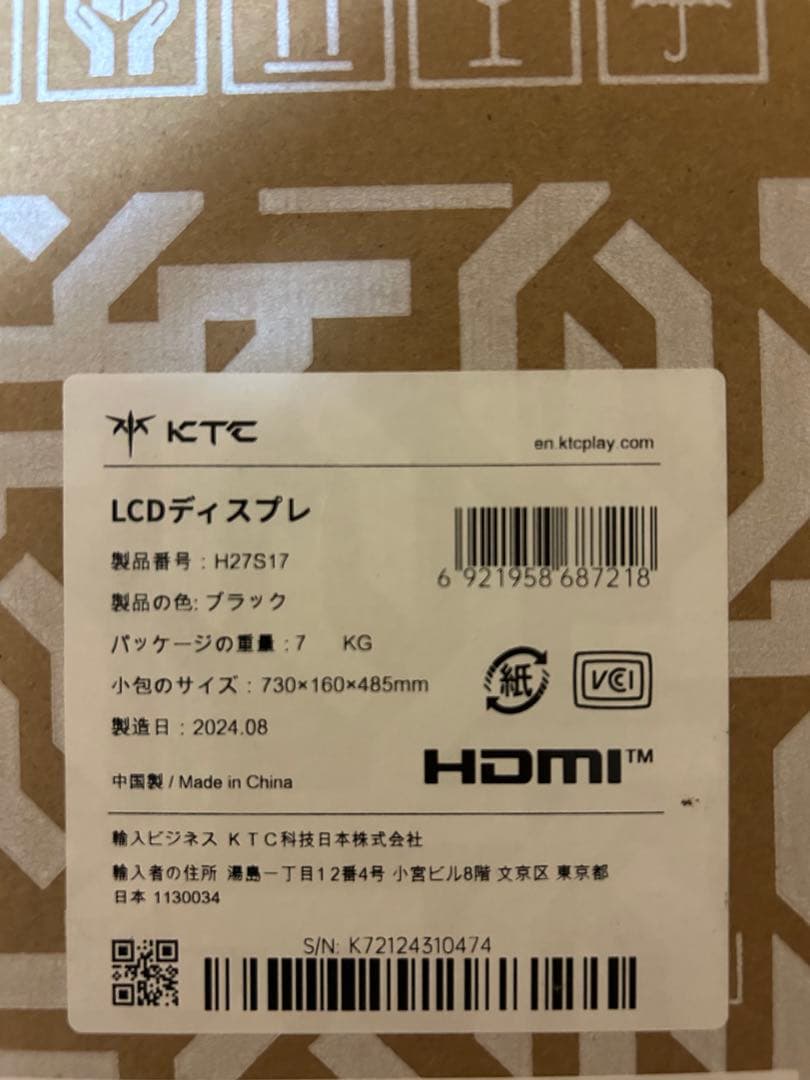 KTC
en.ktcplay.com
LCDディスプレ
製品番号 : H27S17
製品の色: ブラック
パッケージの重量 : 7 KG
小包のサイズ : 730×160×485mm
製造日 : 2024.08
中国製 / Made in China
6 921958 687218
紙
VCCI
HDMI™
輸入ビジネス KTC科技日本株式会社
輸入者の住所 湯島一丁目12番4号 小宮ビル8階 文京区 東京都
日本 1130034
S/N: K72124310474